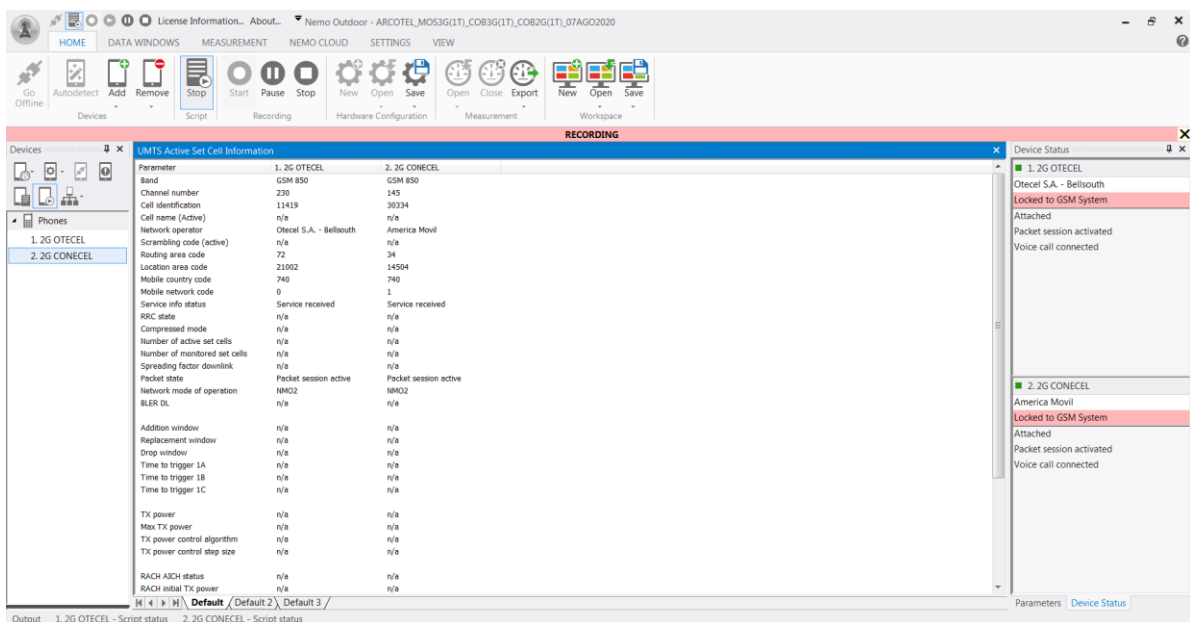 License Information... About... Nemo Outdoor - ARCOTEL_MOS3G(1T)_COB3G(1T)_COB2G(1T)_07AGO2020
HOME DATA WINDOWS MEASUREMENT NEMO CLOUD SETTINGS VIEW
Go Offline Autodetect Add Remove Stop Start Pause Stop New Open Save Open Close Export New Open Save
Devices Script Recording Hardware Configuration Measurement Workspace
RECORDING
Devices
Phones
1. 2G OTECEL
2. 2G CONECEL
UMTS Active Set Cell Information
Parameter 1. 2G OTECEL 2. 2G CONECEL
Band GSM 850 GSM 850
Channel number 230 145
Cell identification 11419 30334
Cell name (Active) n/a n/a
Network operator Otecel S.A. - Bellsouth America Movil
Scrambling code (active) n/a n/a
Routing area code 72 34
Location area code 21002 14504
Mobile country code 740 740
Mobile network code 0 1
Service info status Service received Service received
RRC state n/a n/a
Compressed mode n/a n/a
Number of active set cells n/a n/a
Number of monitored set cells n/a n/a
Spreading factor downlink n/a n/a
Packet state Packet session active Packet session active
Network mode of operation NMO2 NMO2
BLER DL n/a n/a
Addition window n/a n/a
Replacement window n/a n/a
Drop window n/a n/a
Time to trigger 1A n/a n/a
Time to trigger 1B n/a n/a
Time to trigger 1C n/a n/a
TX power n/a n/a
Max TX power n/a n/a
TX power control algorithm n/a n/a
TX power control step size n/a n/a
RACH AICH status n/a n/a
RACH initial TX power n/a n/a
Default Default 2 Default 3
Device Status
1. 2G OTECEL
Otecel S.A. - Bellsouth
Locked to GSM System
Attached
Packet session activated
Voice call connected
2. 2G CONECEL
America Movil
Locked to GSM System
Attached
Packet session activated
Voice call connected
Parameters Device Status
Output 1. 2G OTECEL - Script status 2. 2G CONECEL - Script status